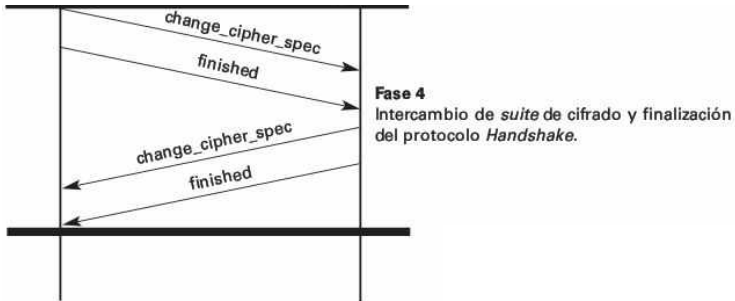 change_cipher_spec
finished
Fase 4
Intercambio de suite de cifrado y finalización
del protocolo Handshake.
change_cipher_spec
finished